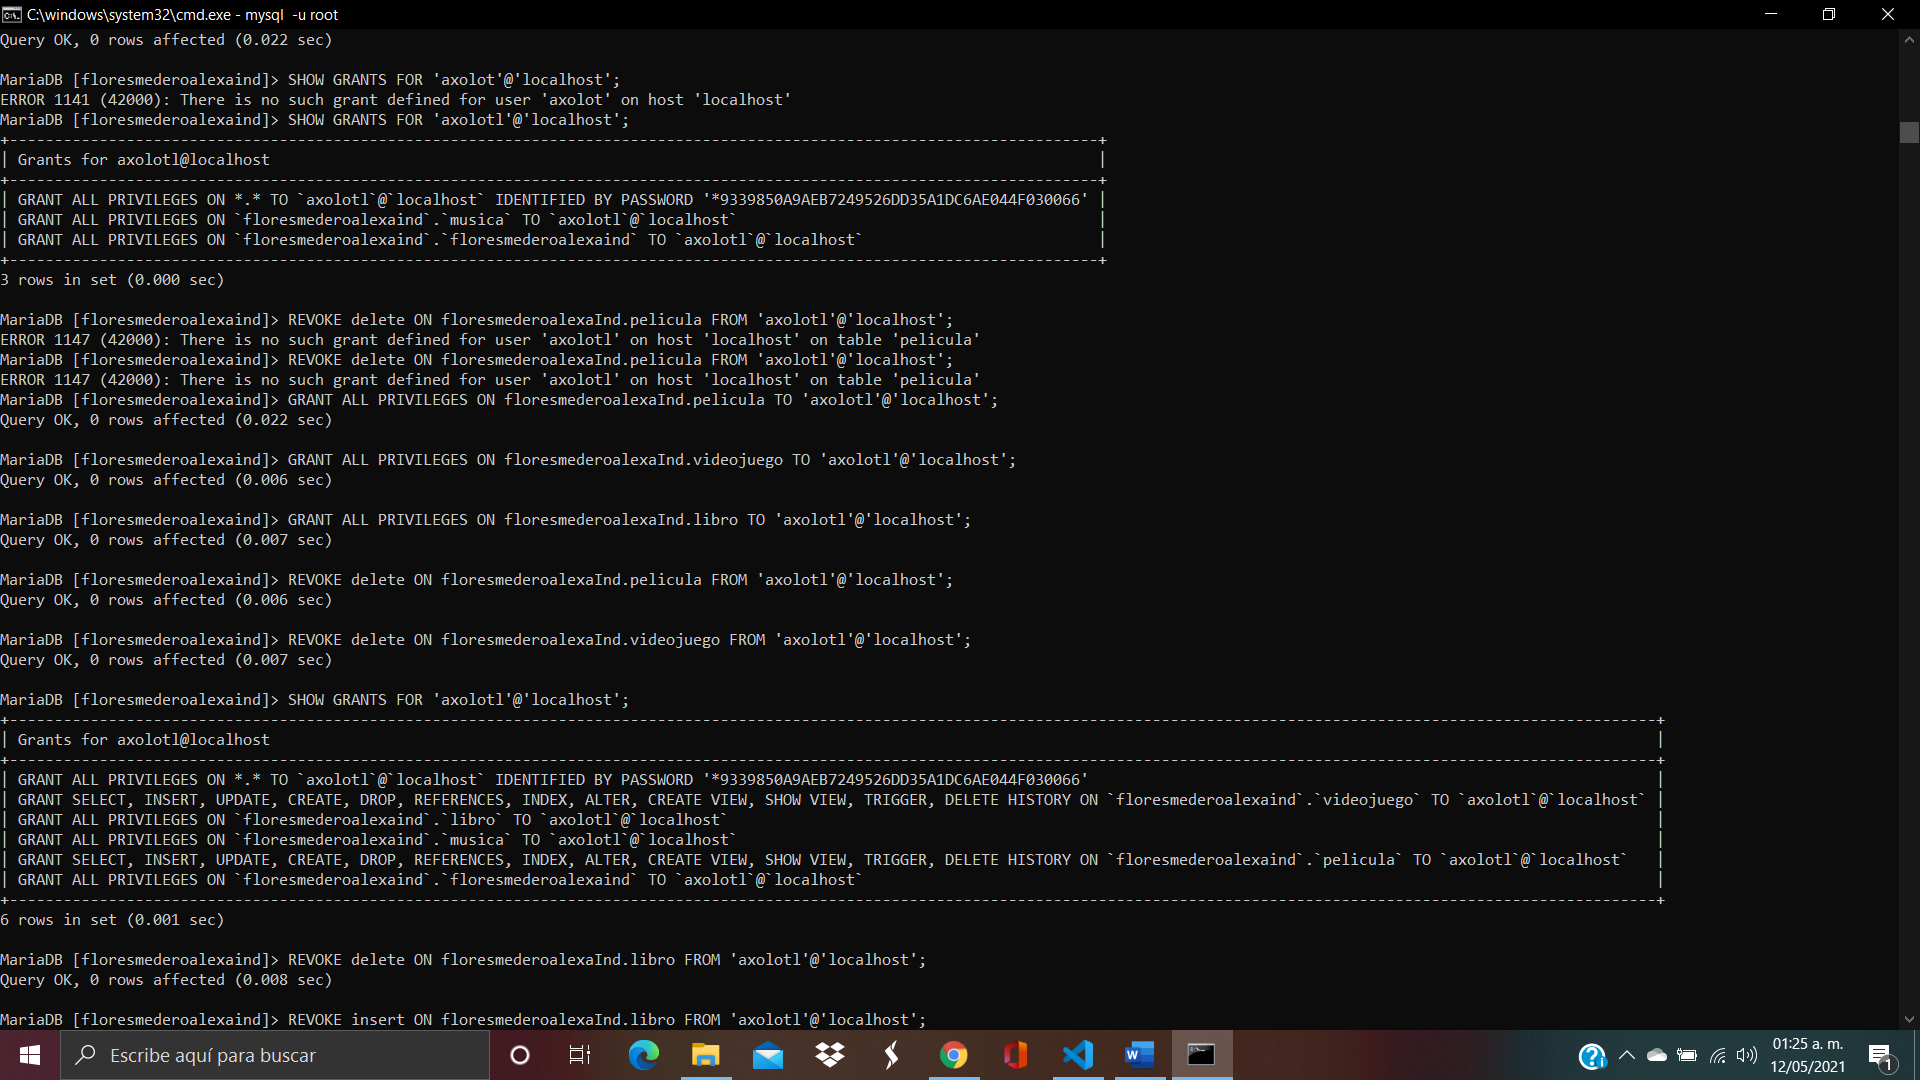 C:\windows\system32\cmd.exe - mysql  -u root
Query OK, 0 rows affected (0.022 sec)
MariaDB [floresmederoalexaind]> SHOW GRANTS FOR 'axolot'@'localhost';
ERROR 1141 (42000): There is no such grant defined for user 'axolot' on host 'localhost'
MariaDB [floresmederoalexaind]> SHOW GRANTS FOR 'axolotl'@'localhost';
| Grants for axolotl@localhost |
| GRANT ALL PRIVILEGES ON *.* TO `axolotl`@`localhost` IDENTIFIED BY PASSWORD '*9339850A9AEB7249526DD35A1DC6AE044F030066' |
| GRANT ALL PRIVILEGES ON `floresmederoalexaind`.`musica` TO `axolotl`@`localhost` |
| GRANT ALL PRIVILEGES ON `floresmederoalexaind`.`floresmederoalexaind` TO `axolotl`@`localhost` |
3 rows in set (0.000 sec)
MariaDB [floresmederoalexaind]> REVOKE delete ON floresmederoalexaInd.pelicula FROM 'axolotl'@'localhost';
ERROR 1147 (42000): There is no such grant defined for user 'axolotl' on host 'localhost' on table 'pelicula'
MariaDB [floresmederoalexaind]> REVOKE delete ON floresmederoalexaInd.pelicula FROM 'axolotl'@'localhost';
ERROR 1147 (42000): There is no such grant defined for user 'axolotl' on host 'localhost' on table 'pelicula'
MariaDB [floresmederoalexaind]> GRANT ALL PRIVILEGES ON floresmederoalexaInd.pelicula TO 'axolotl'@'localhost';
Query OK, 0 rows affected (0.022 sec)
MariaDB [floresmederoalexaind]> GRANT ALL PRIVILEGES ON floresmederoalexaInd.videojuego TO 'axolotl'@'localhost';
Query OK, 0 rows affected (0.006 sec)
MariaDB [floresmederoalexaind]> GRANT ALL PRIVILEGES ON floresmederoalexaInd.libro TO 'axolotl'@'localhost';
Query OK, 0 rows affected (0.007 sec)
MariaDB [floresmederoalexaind]> REVOKE delete ON floresmederoalexaInd.pelicula FROM 'axolotl'@'localhost';
Query OK, 0 rows affected (0.006 sec)
MariaDB [floresmederoalexaind]> REVOKE delete ON floresmederoalexaInd.videojuego FROM 'axolotl'@'localhost';
Query OK, 0 rows affected (0.007 sec)
MariaDB [floresmederoalexaind]> SHOW GRANTS FOR 'axolotl'@'localhost';
| Grants for axolotl@localhost |
| GRANT ALL PRIVILEGES ON *.* TO `axolotl`@`localhost` IDENTIFIED BY PASSWORD '*9339850A9AEB7249526DD35A1DC6AE044F030066' |
| GRANT SELECT, INSERT, UPDATE, CREATE, DROP, REFERENCES, INDEX, ALTER, CREATE VIEW, SHOW VIEW, TRIGGER, DELETE HISTORY ON `floresmederoalexaind`.`videojuego` TO `axolotl`@`localhost` |
| GRANT ALL PRIVILEGES ON `floresmederoalexaind`.`libro` TO `axolotl`@`localhost` |
| GRANT ALL PRIVILEGES ON `floresmederoalexaind`.`musica` TO `axolotl`@`localhost` |
| GRANT SELECT, INSERT, UPDATE, CREATE, DROP, REFERENCES, INDEX, ALTER, CREATE VIEW, SHOW VIEW, TRIGGER, DELETE HISTORY ON `floresmederoalexaind`.`pelicula` TO `axolotl`@`localhost` |
| GRANT ALL PRIVILEGES ON `floresmederoalexaind`.`floresmederoalexaind` TO `axolotl`@`localhost` |
6 rows in set (0.001 sec)
MariaDB [floresmederoalexaind]> REVOKE delete ON floresmederoalexaInd.libro FROM 'axolotl'@'localhost';
Query OK, 0 rows affected (0.008 sec)
MariaDB [floresmederoalexaind]> REVOKE insert ON floresmederoalexaInd.libro FROM 'axolotl'@'localhost';
Escribe aquí para buscar
01:25 a. m.
12/05/2021
1